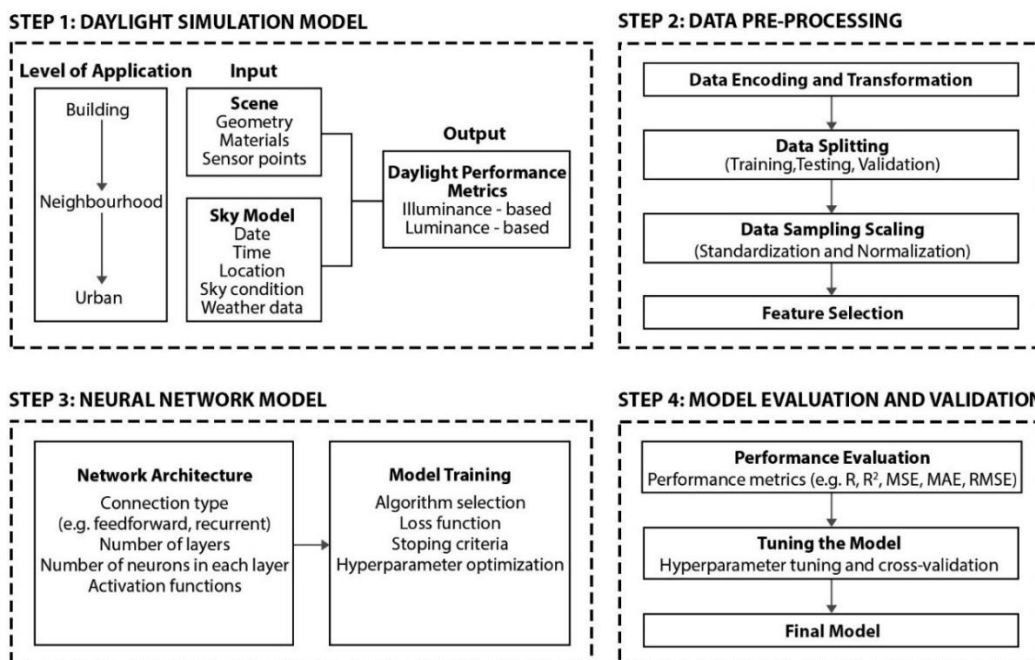 STEP 1: DAYLIGHT SIMULATION MODEL
Level of Application
Building
Neighbourhood
Urban
Input
Scene
Geometry
Materials
Sensor points
Sky Model
Date
Time
Location
Sky condition
Weather data
Output
Daylight Performance
Metrics
Illuminance - based
Luminance - based
STEP 2: DATA PRE-PROCESSING
Data Encoding and Transformation
Data Splitting
(Training,Testing, Validation)
Data Sampling Scaling
(Standardization and Normalization)
Feature Selection
STEP 3: NEURAL NETWORK MODEL
Network Architecture
Connection type
(e.g. feedforward, recurrent)
Number of layers
Number of neurons in each layer
Activation functions
Model Training
Algorithm selection
Loss function
Stoping criteria
Hyperparameter optimization
STEP 4: MODEL EVALUATION AND VALIDATION
Performance Evaluation
Performance metrics (e.g. R, R², MSE, MAE, RMSE)
Tuning the Model
Hyperparameter tuning and cross-validation
Final Model